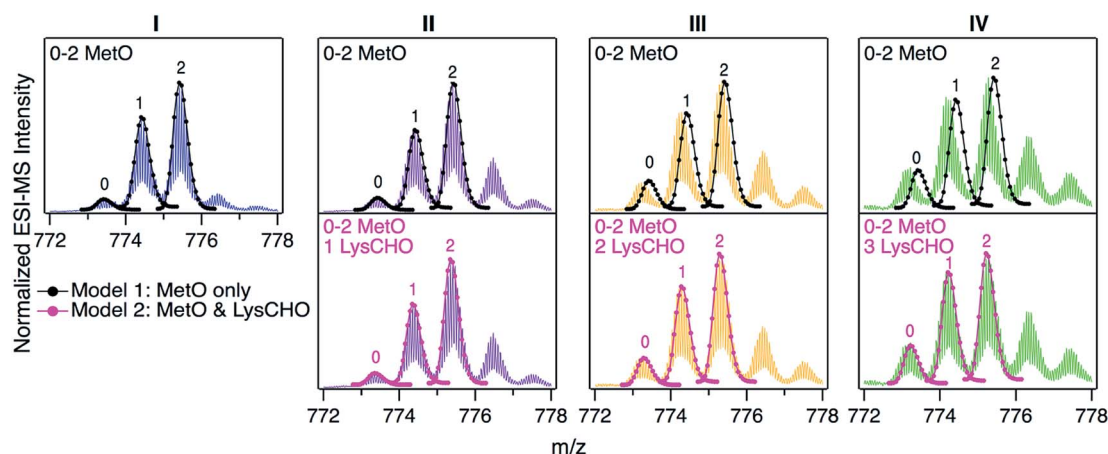 I II III IV
Normalized ESI-MS Intensity
0-2 MetO 0-2 MetO 0-2 MetO 0-2 MetO
0 1 2 0 1 2 0 1 2 0 1 2
772 774 776 778
Model 1: MetO only
Model 2: MetO & LysCHO
0-2 MetO 0-2 MetO 0-2 MetO
1 LysCHO 2 LysCHO 3 LysCHO
0 1 2 0 1 2 0 1 2
772 774 776 778 772 774 776 778 772 774 776 778
m/z